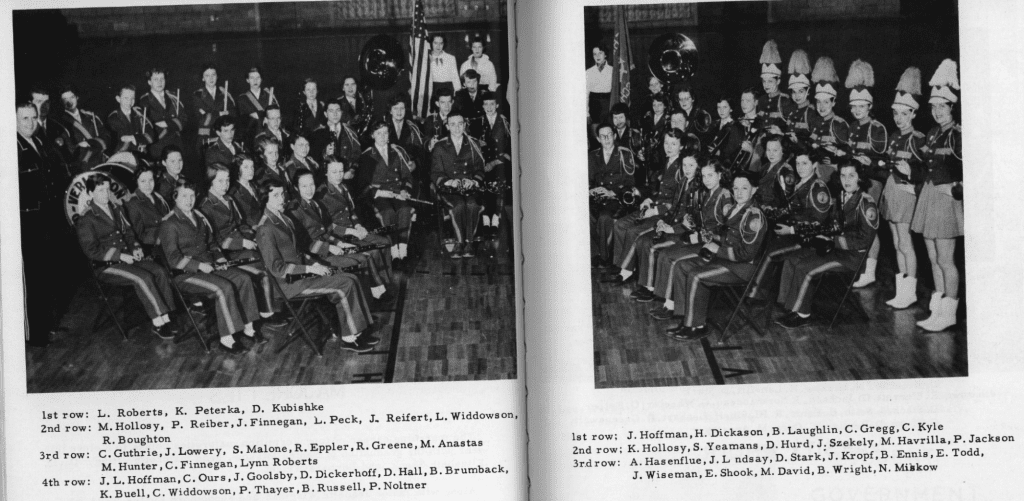 VER
1st row: L. Roberts, K. Peterka, D. Kubishke
2nd row: M. Hollosy, P. Reiber, J. Finnegan, L. Peck, J. Reifert, L. Widdowson,
R. Boughton
3rd row: C. Guthrie, J. Lowery, S. Malone, R. Eppler, R. Greene, M. Anastas
M. Hunter, C. Finnegan, Lynn Roberts
4th row: J. L. Hoffman, C. Ours, J. Goolsby, D. Dickerhoff, D. Hall, B. Brumback,
K. Buell, C. Widdowson, P. Thayer, B. Russell, P. Noltner
1st row: J. Hoffman, H. Dickason, B. Laughlin, C. Gregg, C. Kyle
2nd row; K. Hollosy, S. Yeamans, D. Hurd, J. Szekely, M. Havrilla, P. Jackson
3rd row: A. Hasenflue, J. L ndsay, D. Stark, J. Kropf, B. Ennis, E. Todd,
J. Wiseman, E. Shook, M. David, B. Wright, N. Miskow